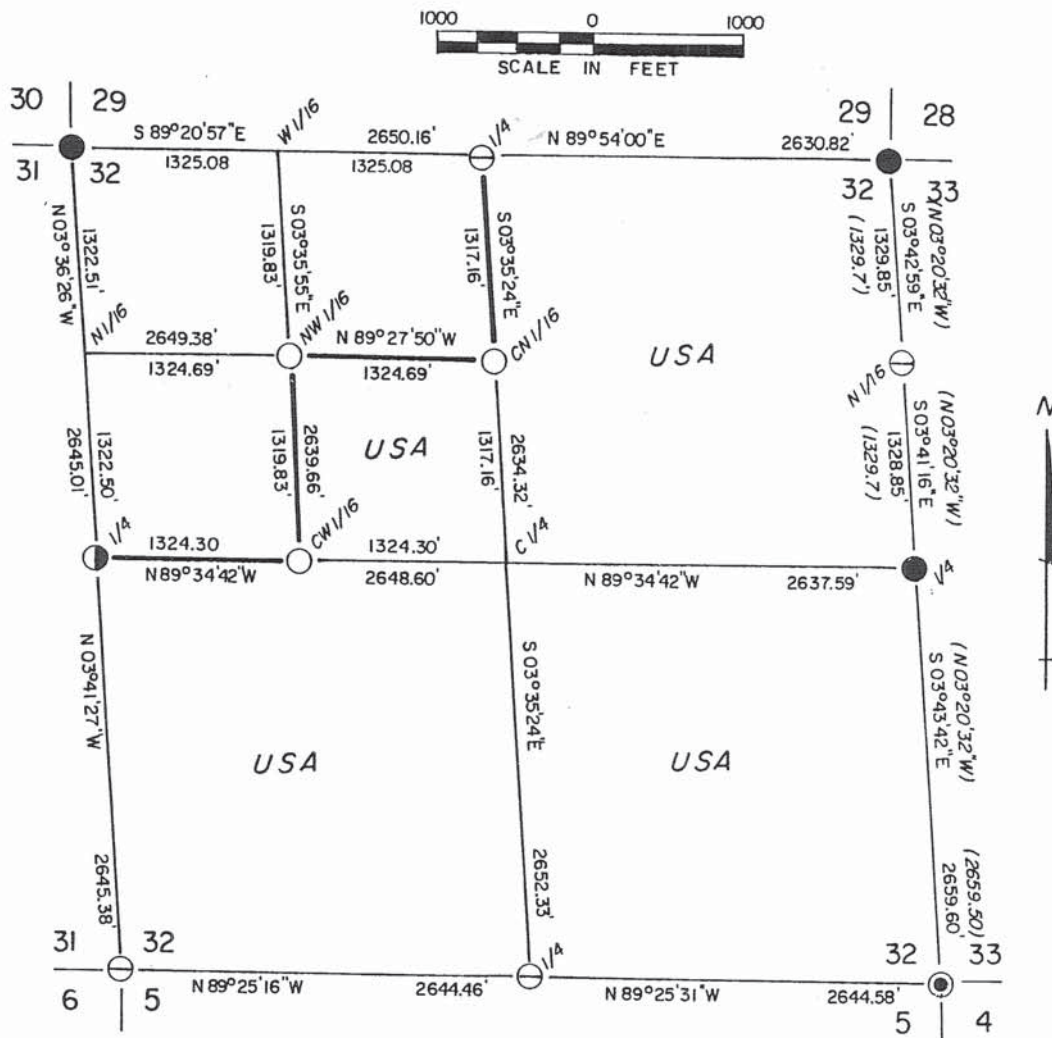 1000 0 1000
SCALE IN FEET
30 29
29 28
S 89°20'57"E
W 1/16
2650.16'
1/4
N 89°54'00"E
2630.82'
31 32
1325.08
1325.08
32 33
N 03°36'26"W
1322.51'
1319.83'
S 03°35'55"E
1317.16'
S 03°35'24"E
(1329.7')
1329.85'
S 03°42'59"E
(N 03°20'32"W)
N 1/16
2649.38'
1324.69'
NW 1/16
N 89°27'50"W
1324.69'
CN 1/16
USA
N 1/16
N
USA
2645.01'
1322.50'
1319.83'
2639.66'
1317.16'
2634.32'
(1329.7)
1328.85'
S 03°41'16"E
(N 03°20'32"W)
1/4
1324.30
N 89°34'42"W
CW 1/16
1324.30'
2648.60'
C 1/4
N 89°34'42"W
2637.59'
1/4
N 03°41'27"W
S 03°35'24"E
S 03°43'42"E
(N 03°20'32"W)
USA
USA
2645.38'
2652.33'
2659.60'
(2659.50)
31 32
1/4
32 33
6 5
N 89°25'16"W
2644.46'
N 89°25'31"W
2644.58'
5 4